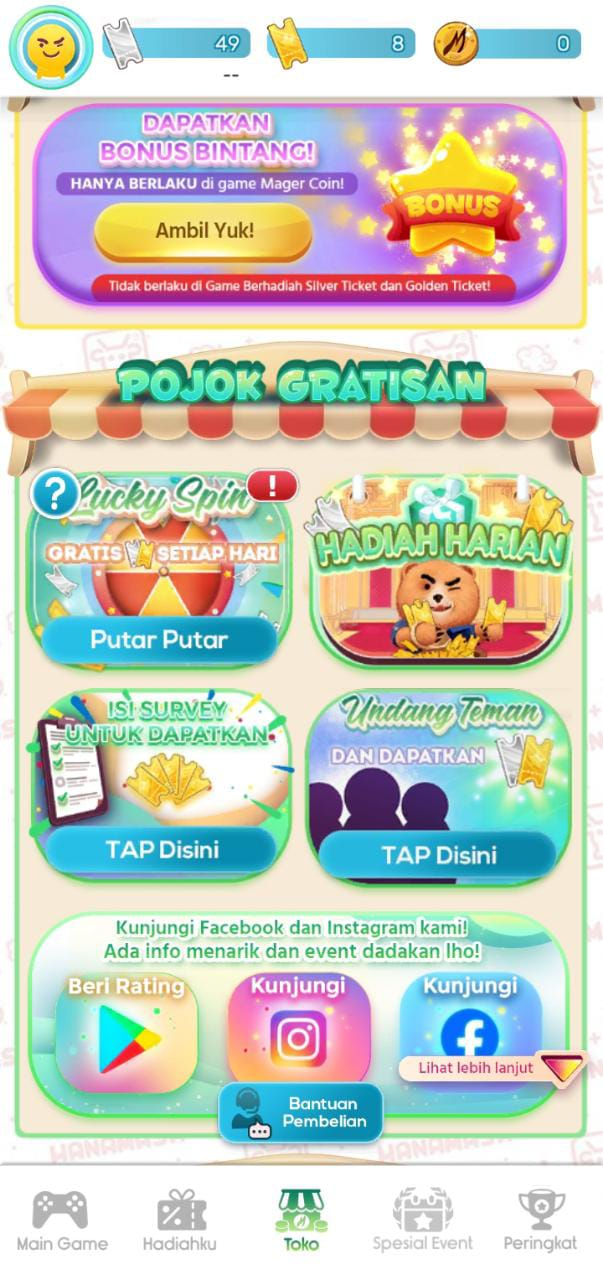 49
8
0
--
DAPATKAN
BONUS BINTANG!
HANYA BERLAKU di game Mager Coin!
Ambil Yuk!
BONUS
Tidak berlaku di Game Berhadiah Silver Ticket dan Golden Ticket!
POJOK GRATISAN
?
Lucky Spin
!
GRATIS SETIAP HARI
Putar Putar
HADIAH HARIAN
ISI SURVEY
UNTUK DAPATKAN
TAP Disini
Undang Teman
DAN DAPATKAN
TAP Disini
Kunjungi Facebook dan Instagram kami!
Ada info menarik dan event dadakan lho!
Beri Rating
Kunjungi
Kunjungi
Lihat lebih lanjut
Bantuan
Pembelian
Main Game
Hadiahku
Toko
Spesial Event
Peringkat